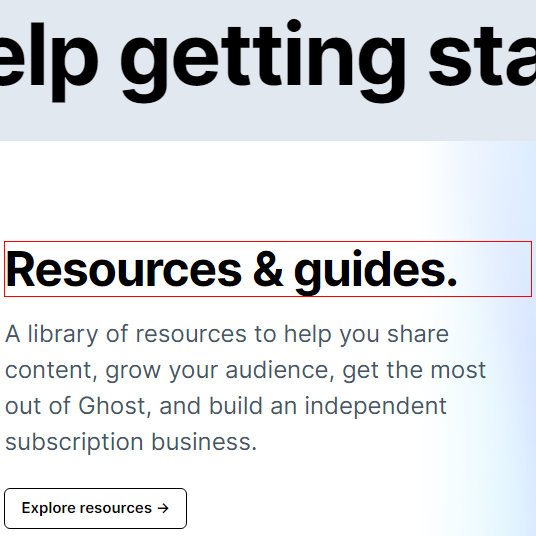 elp getting sta
Resources & guides.
A library of resources to help you share
content, grow your audience, get the most
out of Ghost, and build an independent
subscription business.
Explore resources →